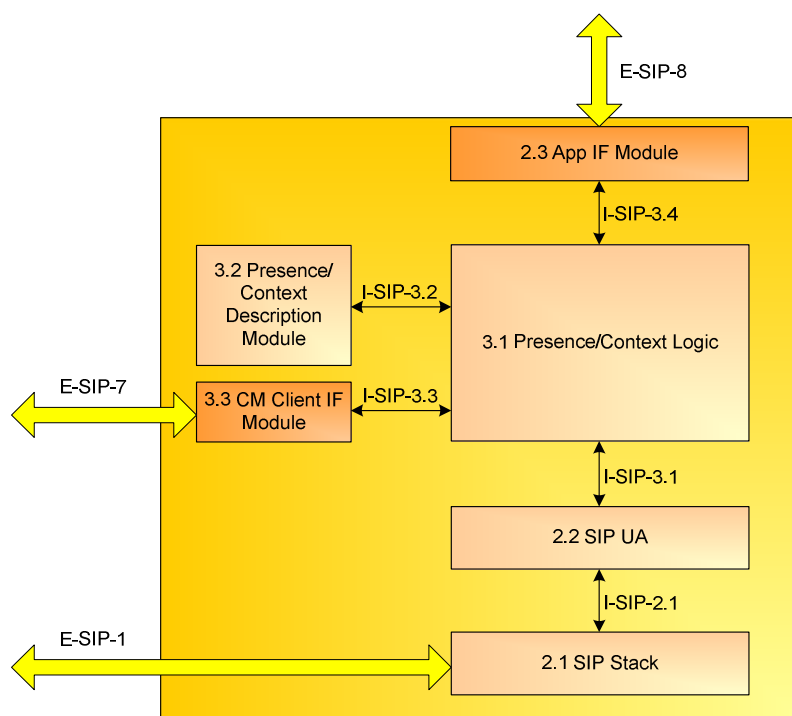 E-SIP-8
2.3 App IF Module
I-SIP-3.4
3.2 Presence/
Context
Description
Module
I-SIP-3.2
3.1 Presence/Context Logic
E-SIP-7
3.3 CM Client IF
Module
I-SIP-3.3
I-SIP-3.1
2.2 SIP UA
I-SIP-2.1
E-SIP-1
2.1 SIP Stack